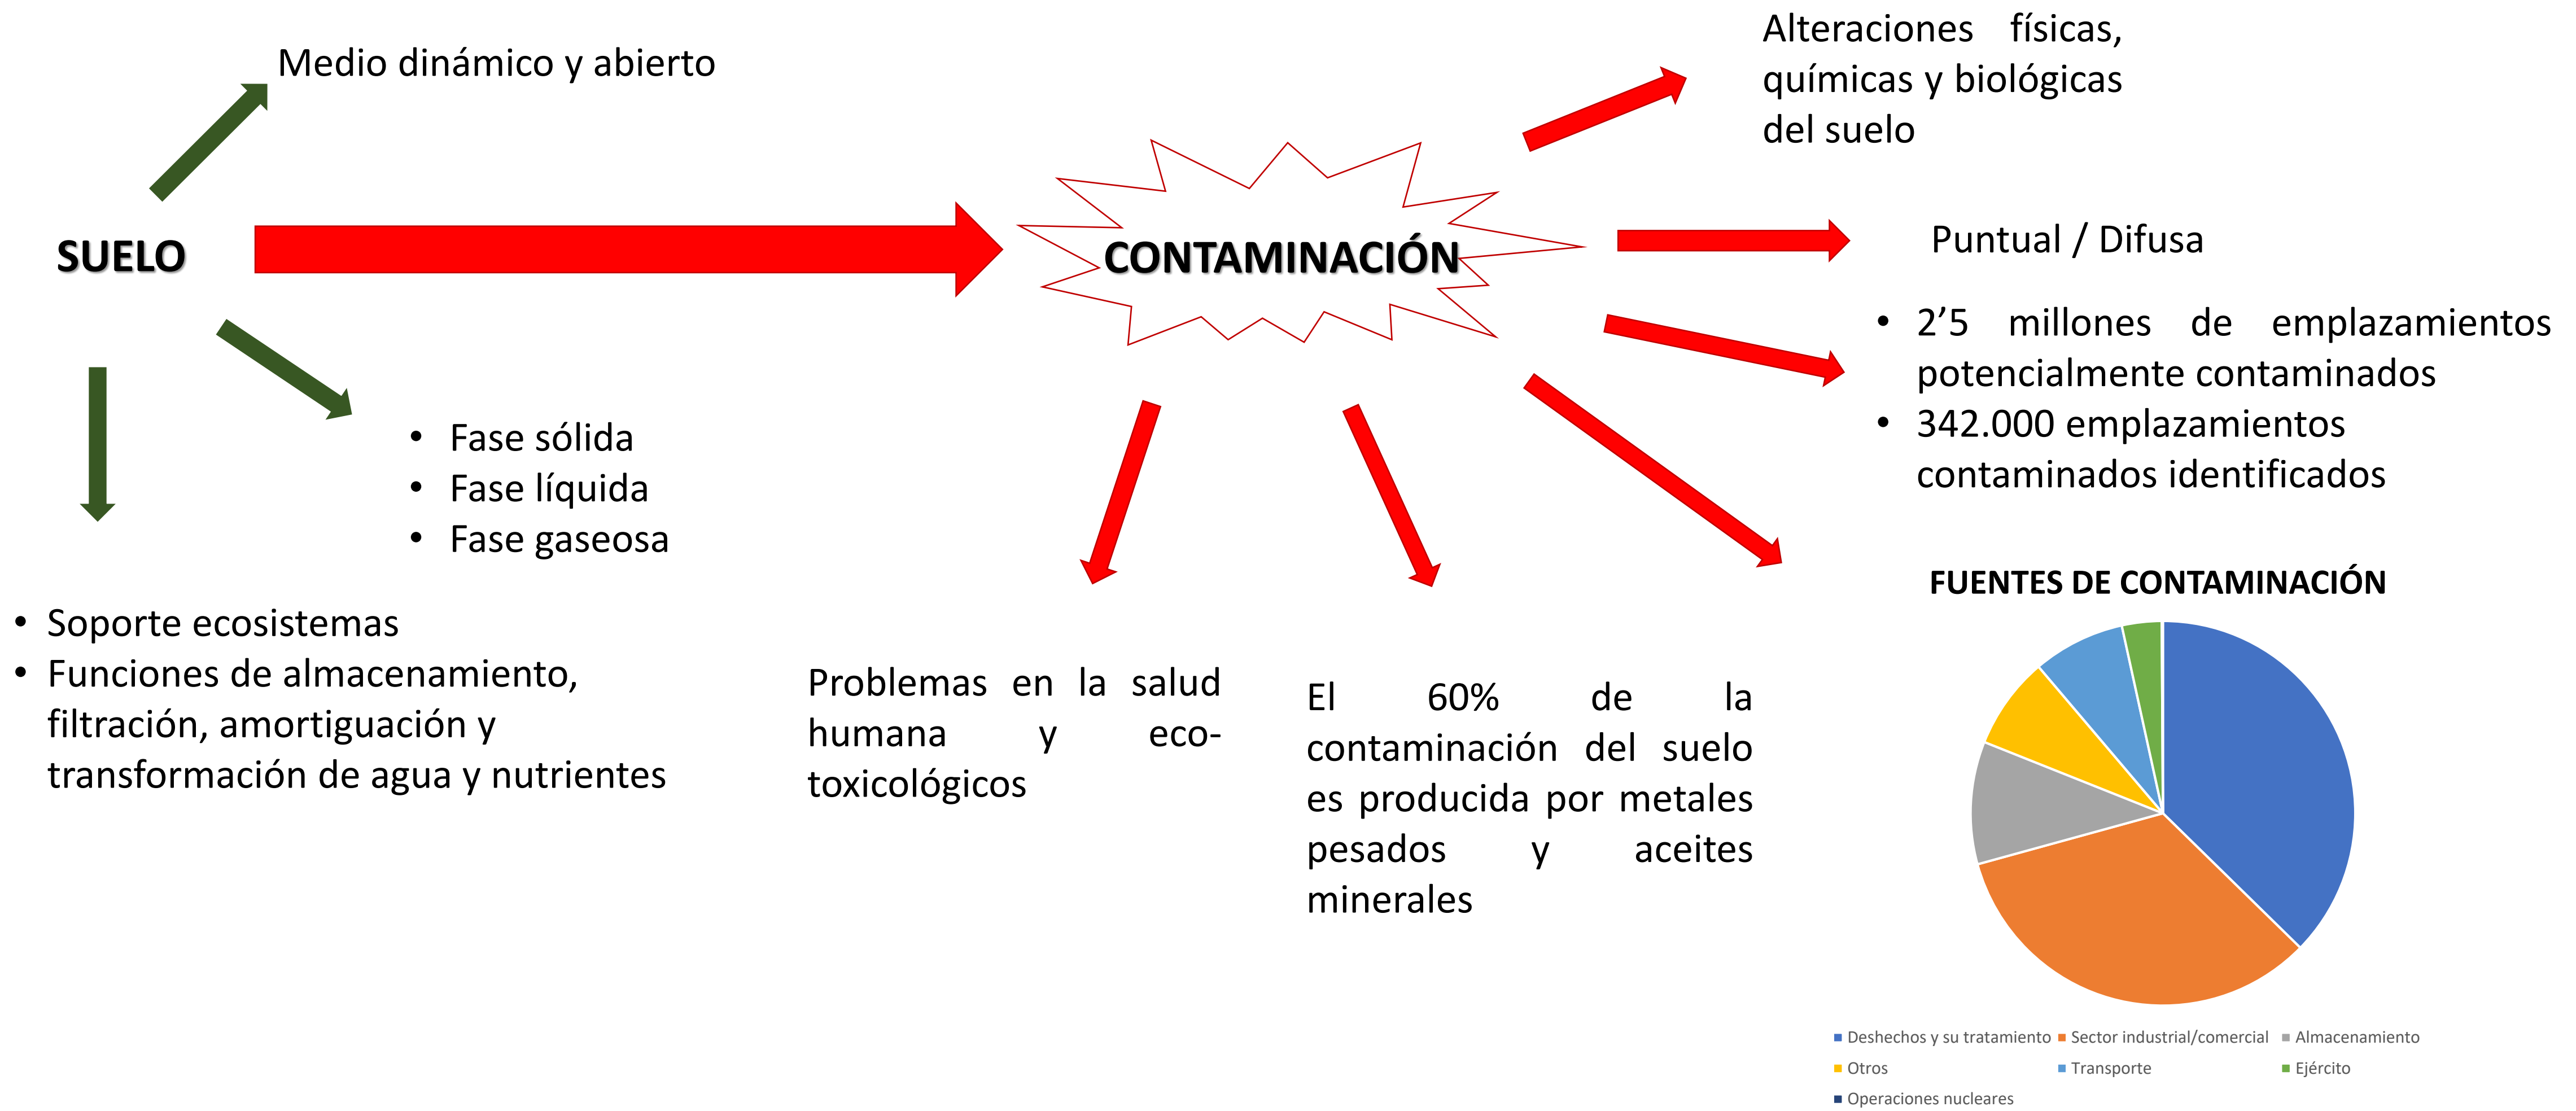 Medio dinámico y abierto
SUELO
• Fase sólida
• Fase líquida
• Fase gaseosa
• Soporte ecosistemas
• Funciones de almacenamiento,
filtración, amortiguación y
transformación de agua y nutrientes
CONTAMINACIÓN
Alteraciones físicas,
químicas y biológicas
del suelo
Puntual / Difusa
• 2’5 millones de emplazamientos
potencialmente contaminados
• 342.000 emplazamientos
contaminados identificados
Problemas en la salud
humana y eco-
toxicológicos
El 60% de la
contaminación del suelo
es producida por metales
pesados y aceites
minerales
FUENTES DE CONTAMINACIÓN
Deshechos y su tratamiento Sector industrial/comercial Almacenamiento
Otros Transporte Ejército
Operaciones nucleares